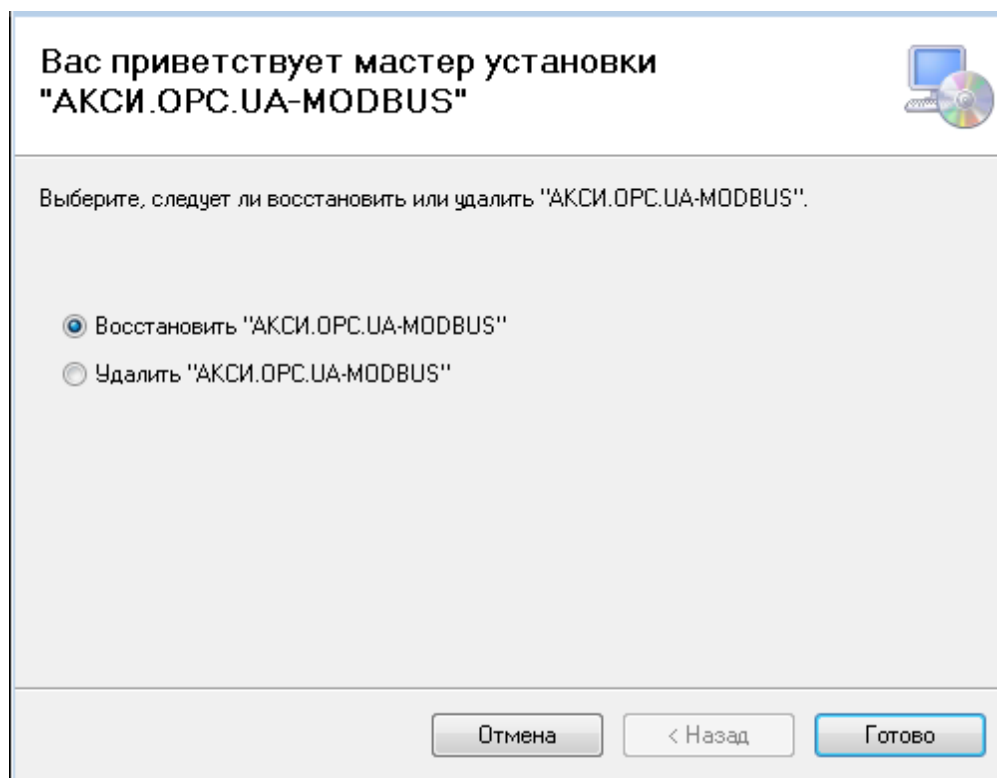 Вас приветствует мастер установки
"АКСИ.OPC.UA-MODBUS"
Выберите, следует ли восстановить или удалить "АКСИ.OPC.UA-MODBUS".
Восстановить "АКСИ.OPC.UA-MODBUS"
Удалить "АКСИ.OPC.UA-MODBUS"
Отмена
< Назад
Готово